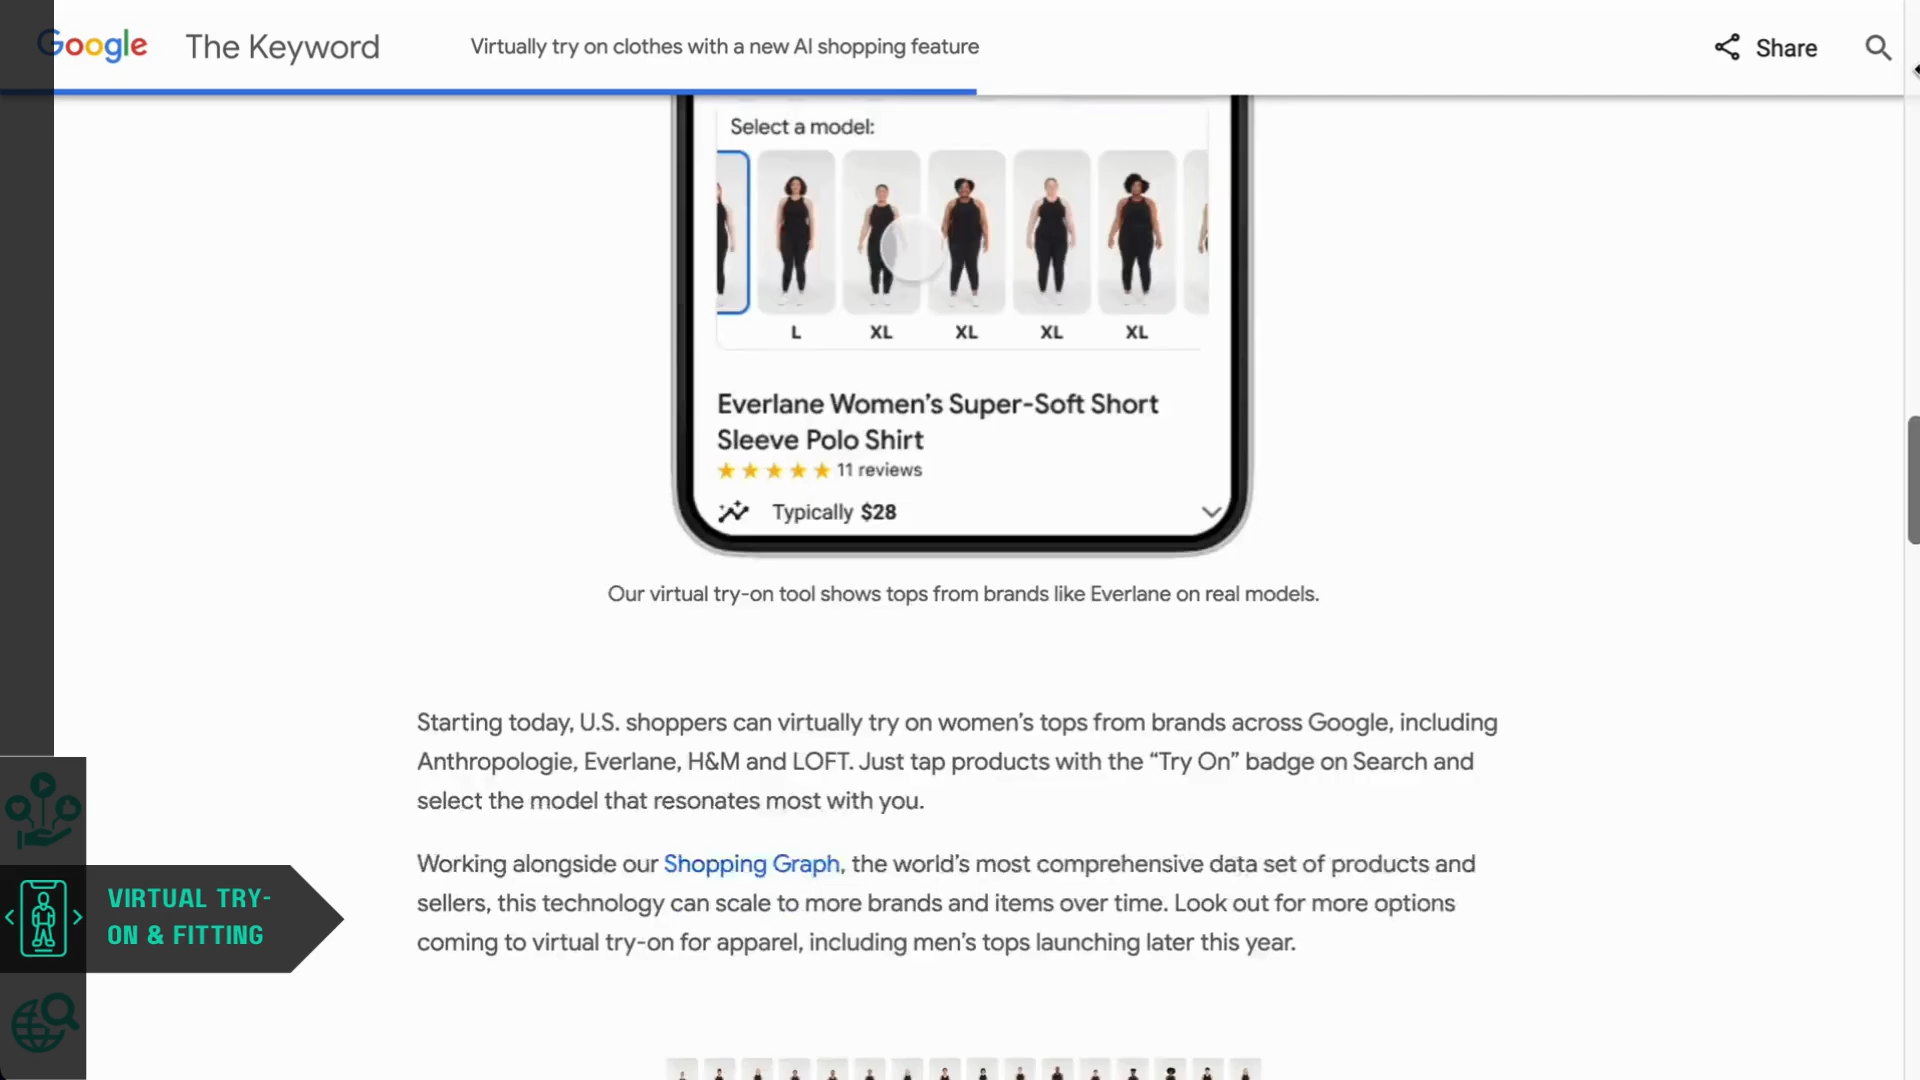 Google The Keyword Virtually try on clothes with a new AI shopping feature Share
Select a model:
L XL XL XL XL
Everlane Women’s Super-Soft Short
Sleeve Polo Shirt
11 reviews
Typically $28
Our virtual try-on tool shows tops from brands like Everlane on real models.
Starting today, U.S. shoppers can virtually try on women’s tops from brands across Google, including
Anthropologie, Everlane, H&M and LOFT. Just tap products with the “Try On” badge on Search and
select the model that resonates most with you.
Working alongside our Shopping Graph, the world’s most comprehensive data set of products and
sellers, this technology can scale to more brands and items over time. Look out for more options
coming to virtual try-on for apparel, including men’s tops launching later this year.
VIRTUAL TRY-
ON & FITTING